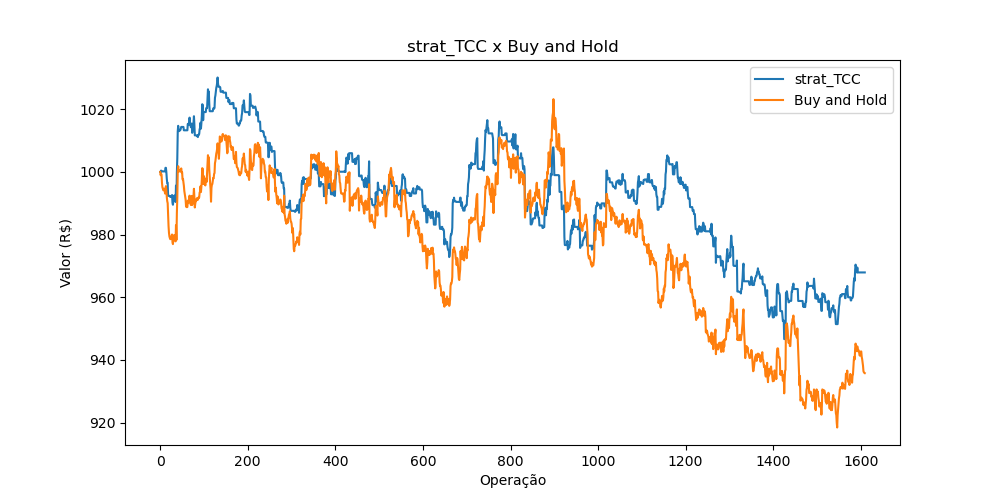 strat_TCC x Buy and Hold
strat_TCC
Buy and Hold
Valor (R$)
1020
1000
980
960
940
920
0 200 400 600 800 1000 1200 1400 1600
Operação